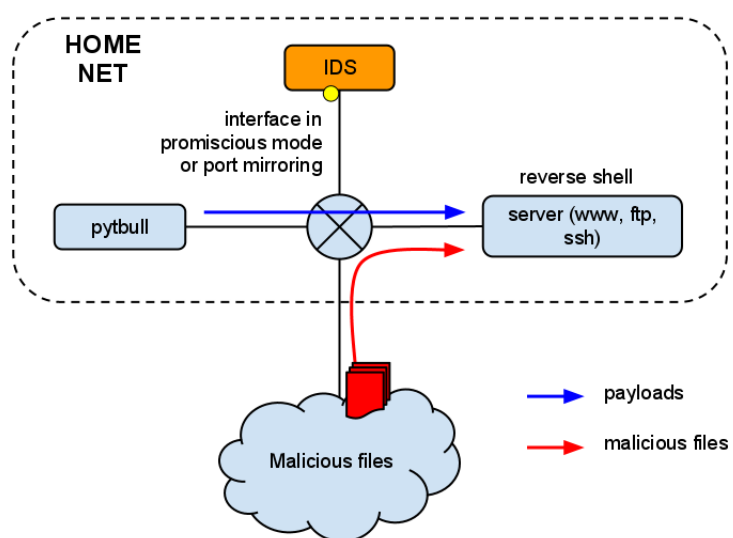 HOME
NET
IDS
interface in
promiscious mode
or port mirroring
reverse shell
pytbull
server (www, ftp,
ssh)
payloads
malicious files
Malicious files